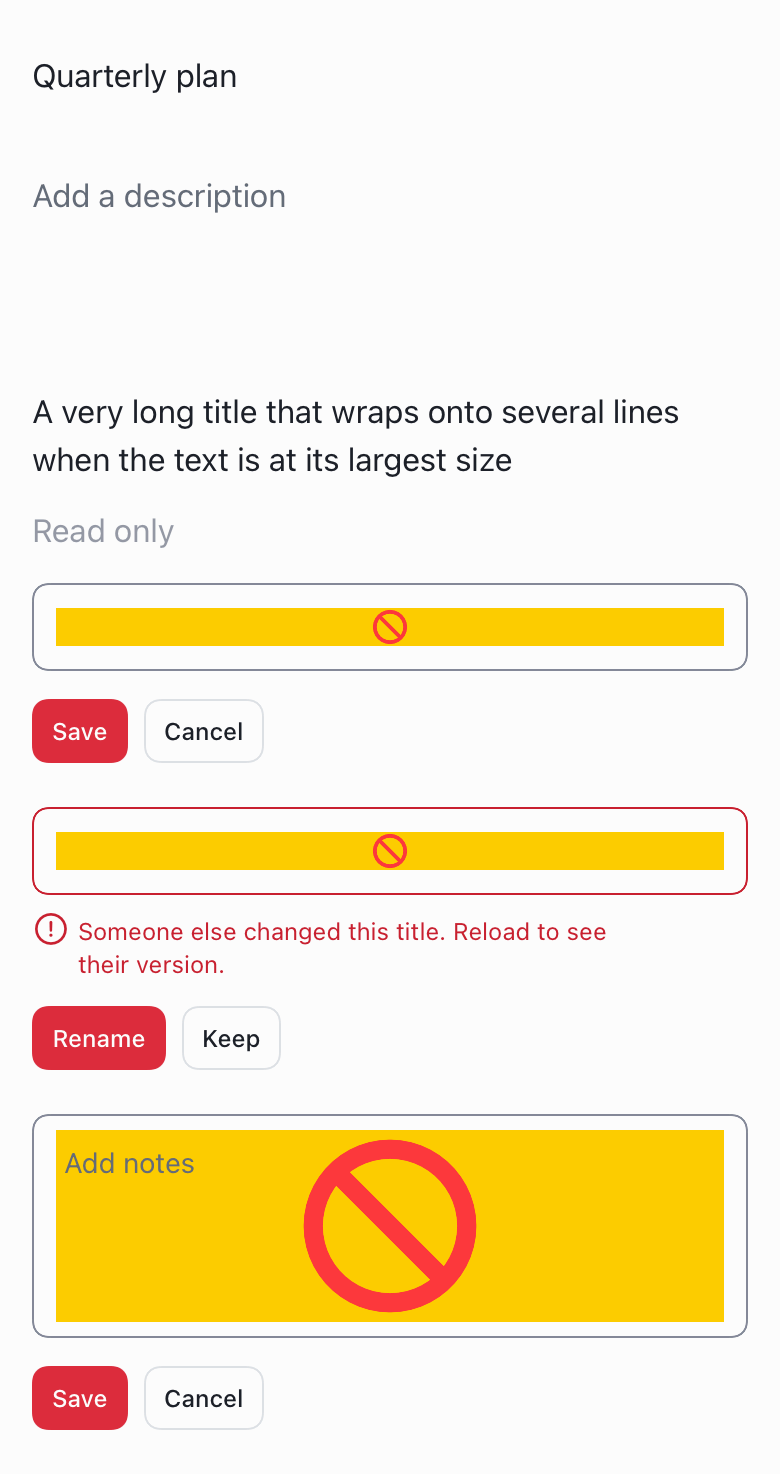 Quarterly plan
Add a description
A very long title that wraps onto several lines
when the text is at its largest size
Read only
Save Cancel
Someone else changed this title. Reload to see
their version.
Rename Keep
Add notes
Save Cancel